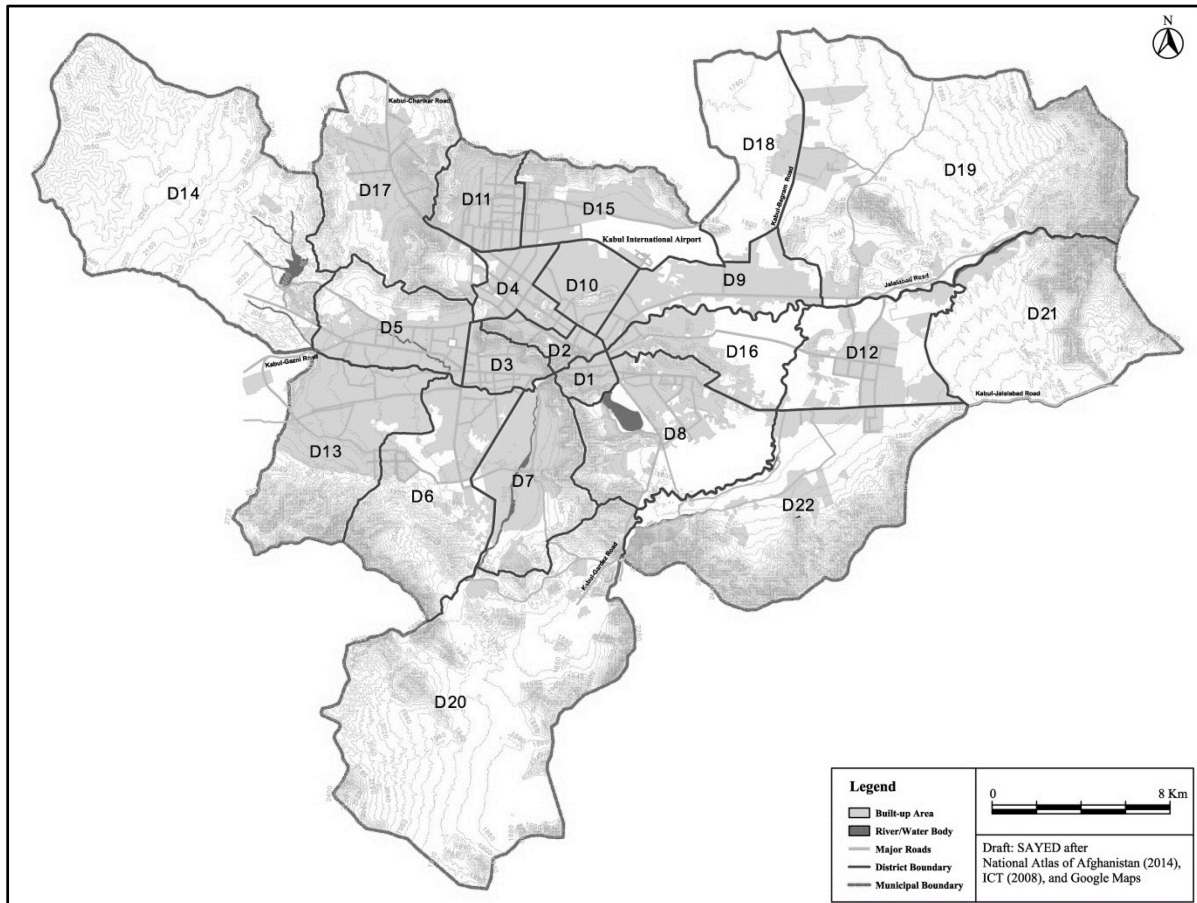 N
Kabul-Charikar Road
D18
D19
D14
D17
D11
D15
Kabul-Bagram Road
Kabul International Airport
D4
D10
D9
Jalalabad Road
D21
D5
D2
D16
D12
Kabul-Gazni Road
D3
D1
Kabul-Jalalabad Road
D13
D8
D6
D7
D22
Kabul-Gardez Road
D20
Legend
Built-up Area
River/Water Body
Major Roads
District Boundary
Municipal Boundary
0 8 Km
Draft: SAYED after
National Atlas of Afghanistan (2014),
ICT (2008), and Google Maps